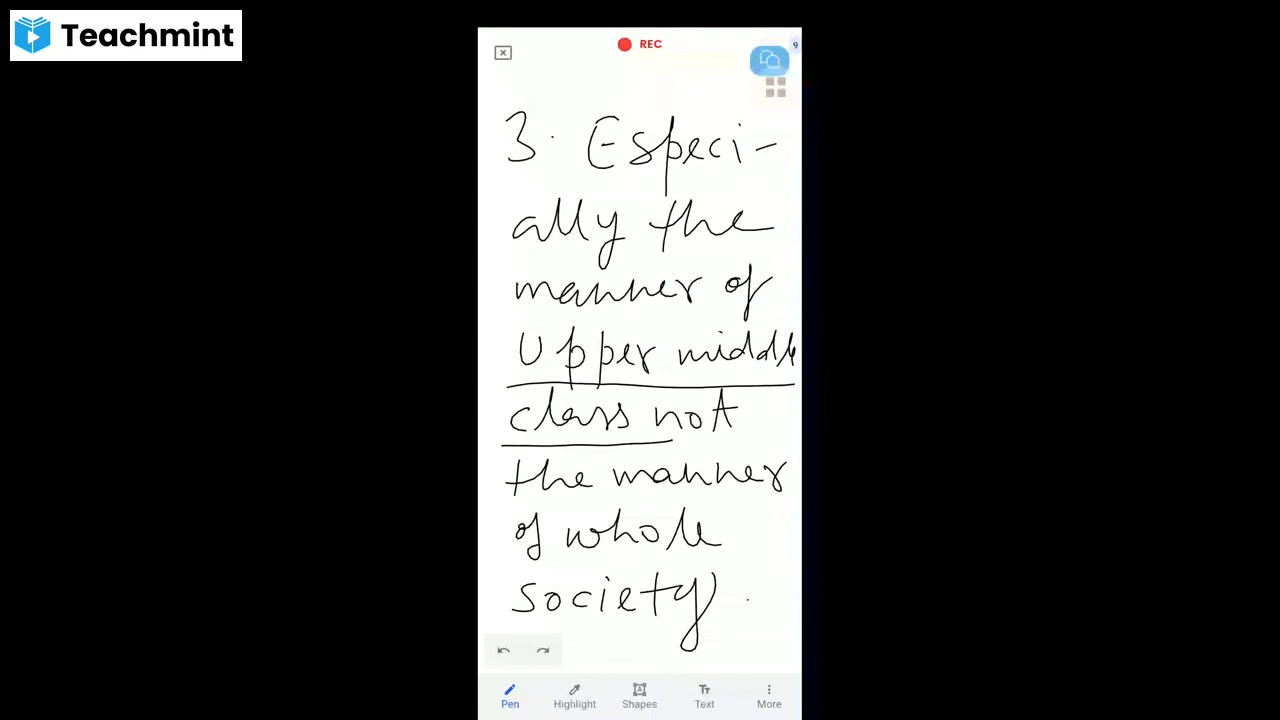 Teachmint
REC
9
3. Especi-
ally the
manner of
Upper middle
class not
the manner
of whole
society.
Pen
Highlight
Shapes
Text
More